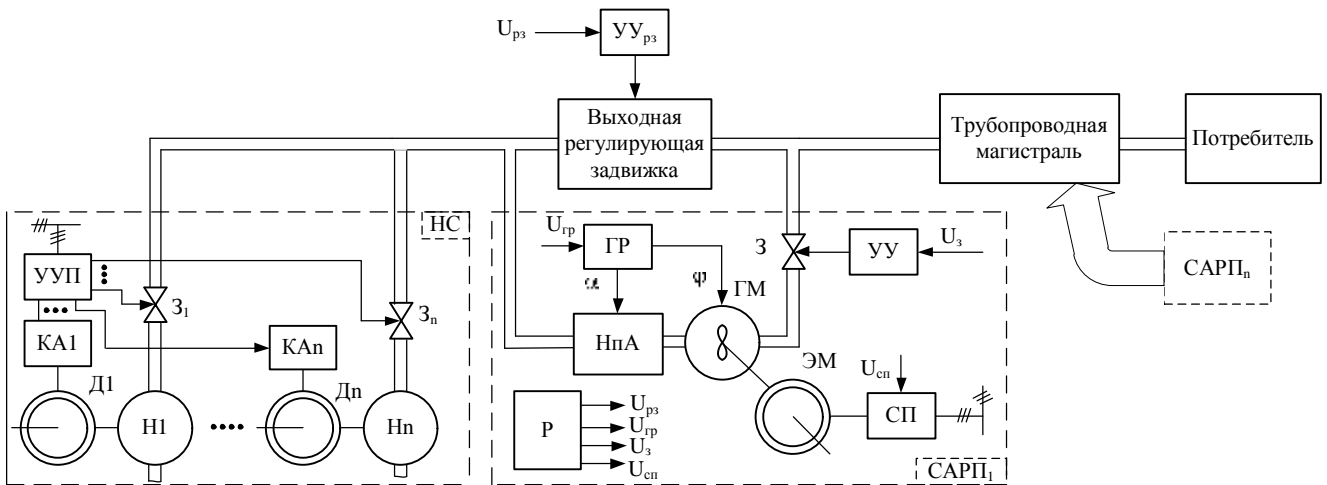 Uрз
УУрз
Выходная
регулирующая
задвижка
Трубопроводная
магистраль
Потребитель
НС
УУП
З1
Зn
КА1
КАn
Д1
Дn
Н1
Нn
Uгр
ГР
З
УУ
Uз
φ
ГМ
НпА
ЭМ
Uсп
СП
Р
Uрз
Uгр
Uз
Uсп
САРП1
САРПn